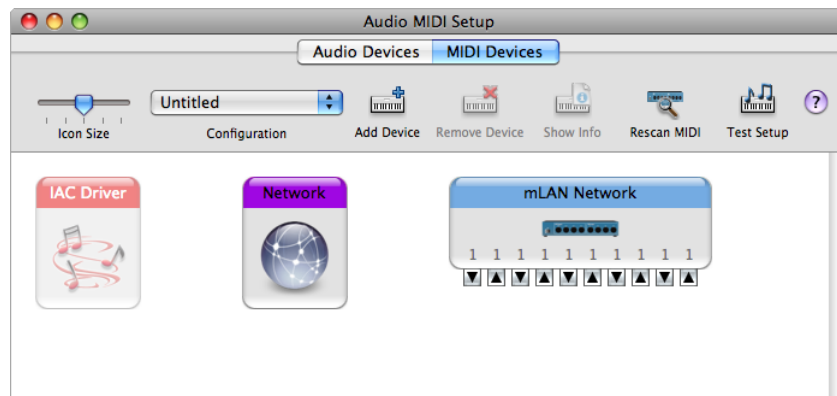 Audio MIDI Setup
Audio Devices MIDI Devices
Untitled
Icon Size Configuration Add Device Remove Device Show Info Rescan MIDI Test Setup ?
IAC Driver Network mLAN Network
1 1 1 1 1 1 1 1 1 1 1